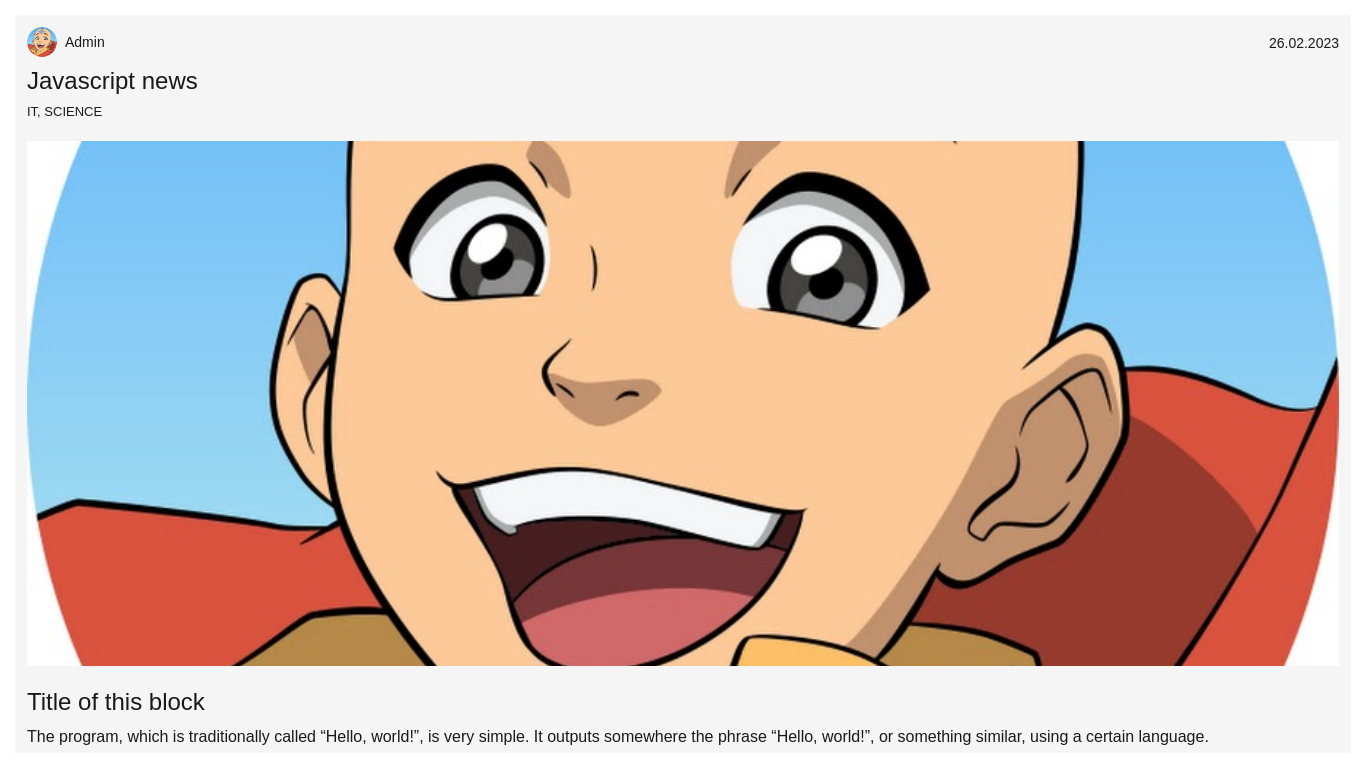 Admin
26.02.2023
Javascript news
IT, SCIENCE
Title of this block
The program, which is traditionally called “Hello, world!”, is very simple. It outputs somewhere the phrase “Hello, world!”, or something similar, using a certain language.